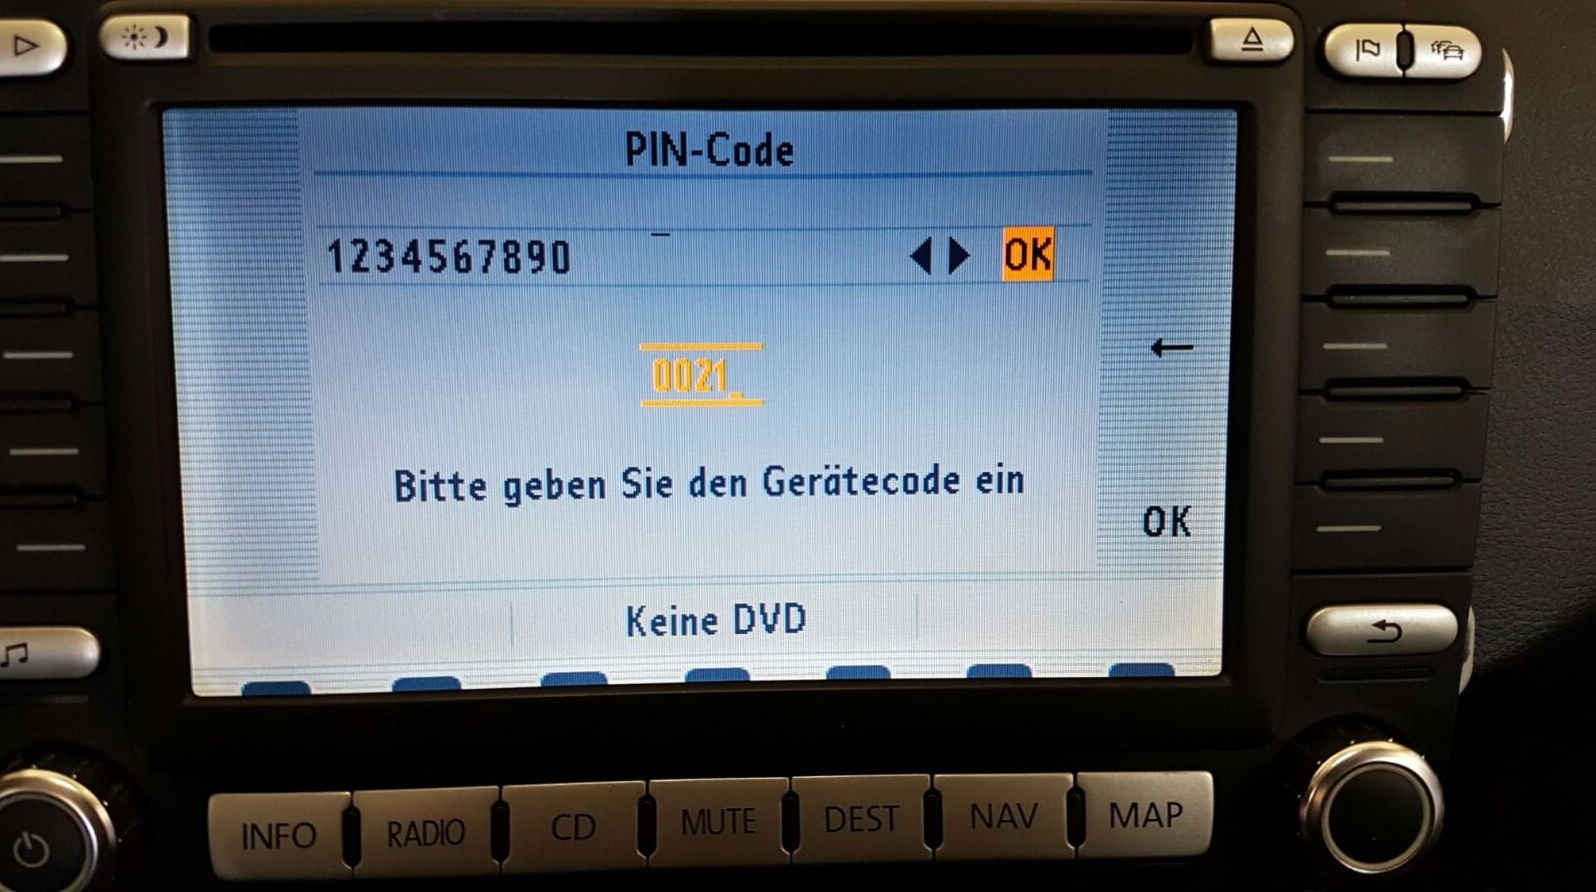 PIN-Code
1234567890 _ OK
0021_
Bitte geben Sie den Gerätecode ein
OK
Keine DVD
INFO RADIO CD MUTE DEST NAV MAP